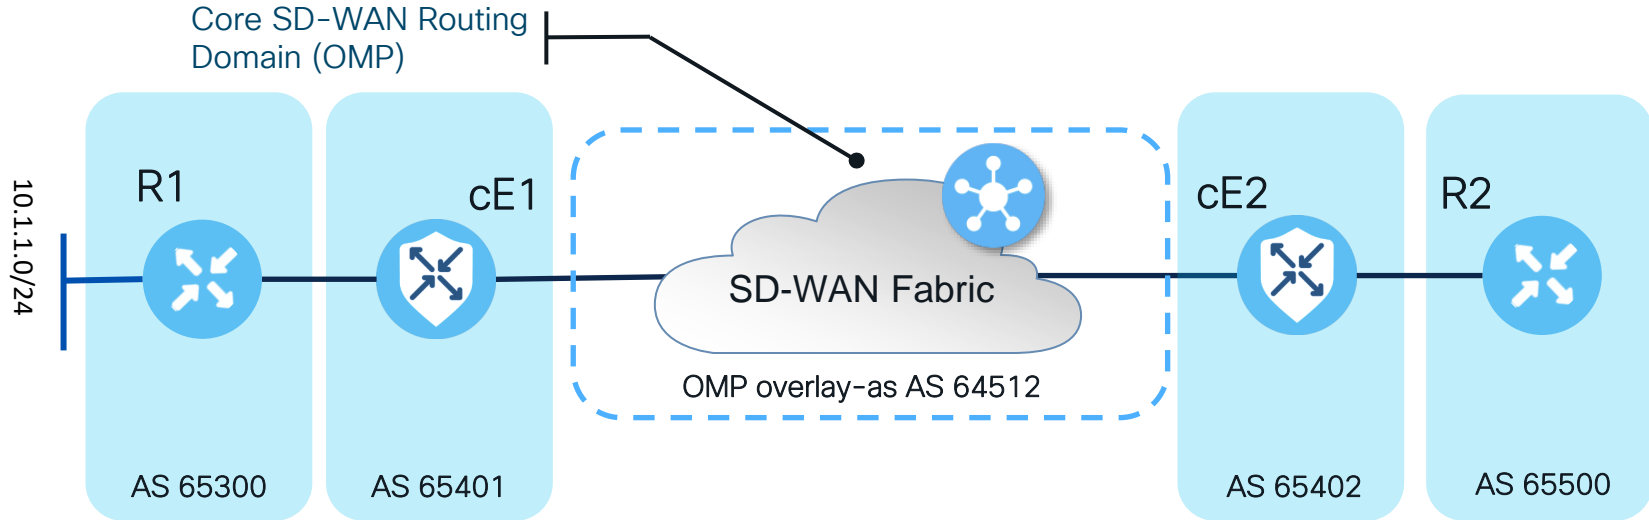 Core SD-WAN Routing
Domain (OMP)
10.1.1.0/24
R1
cE1
cE2
R2
SD-WAN Fabric
OMP overlay-as AS 64512
AS 65300
AS 65401
AS 65402
AS 65500